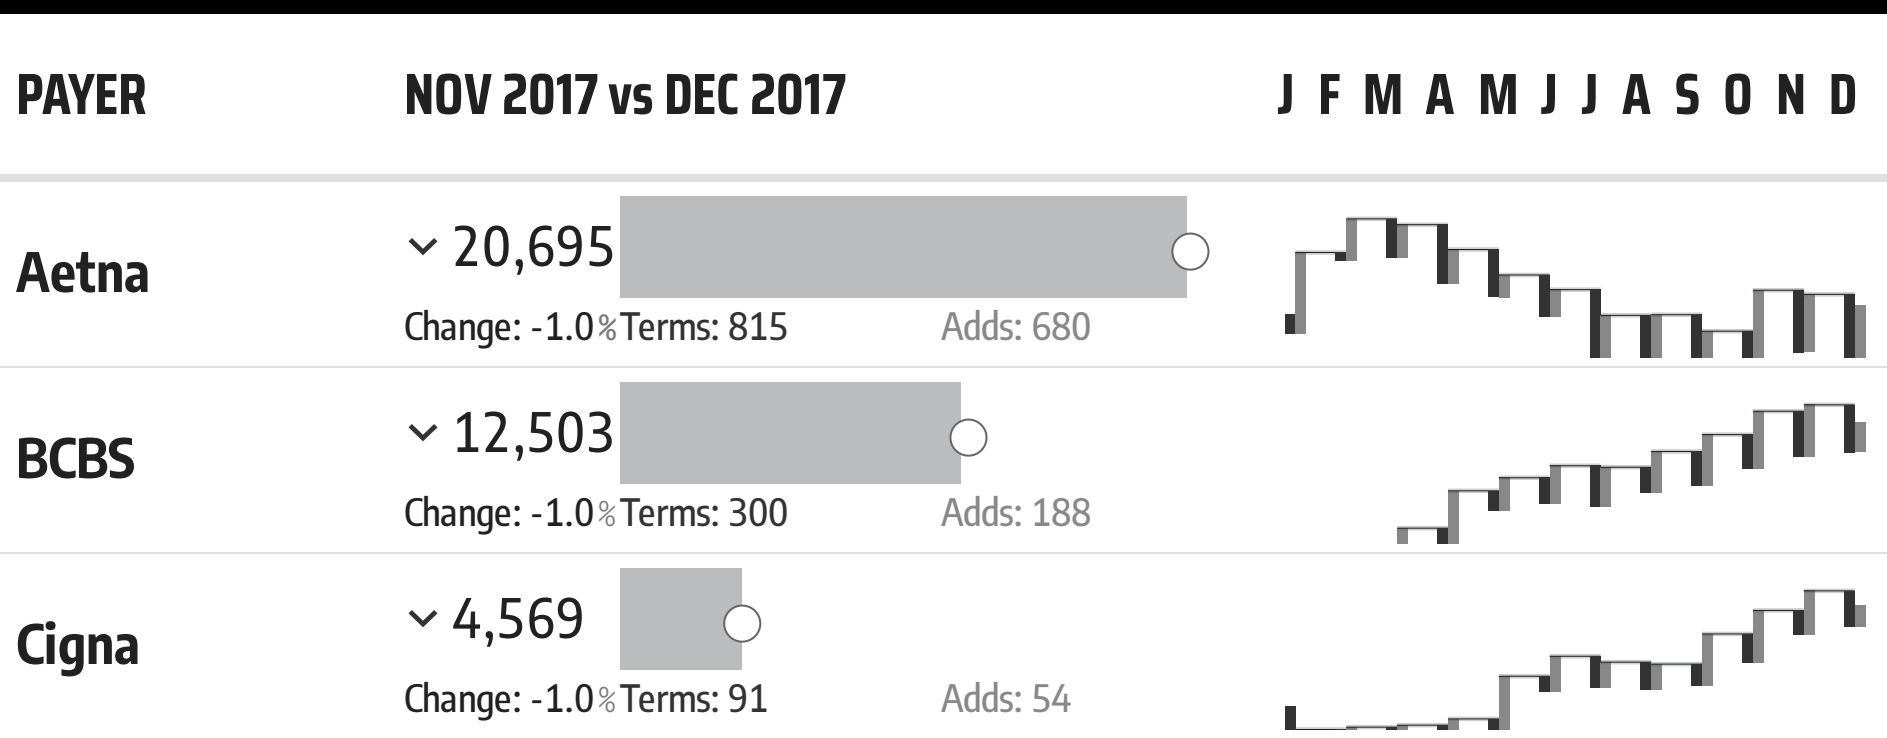 PAYER NOV 2017 vs DEC 2017 J F M A M J J A S O N D
Aetna 20,695
Change: -1.0% Terms: 815 Adds: 680
BCBS 12,503
Change: -1.0% Terms: 300 Adds: 188
Cigna 4,569
Change: -1.0% Terms: 91 Adds: 54